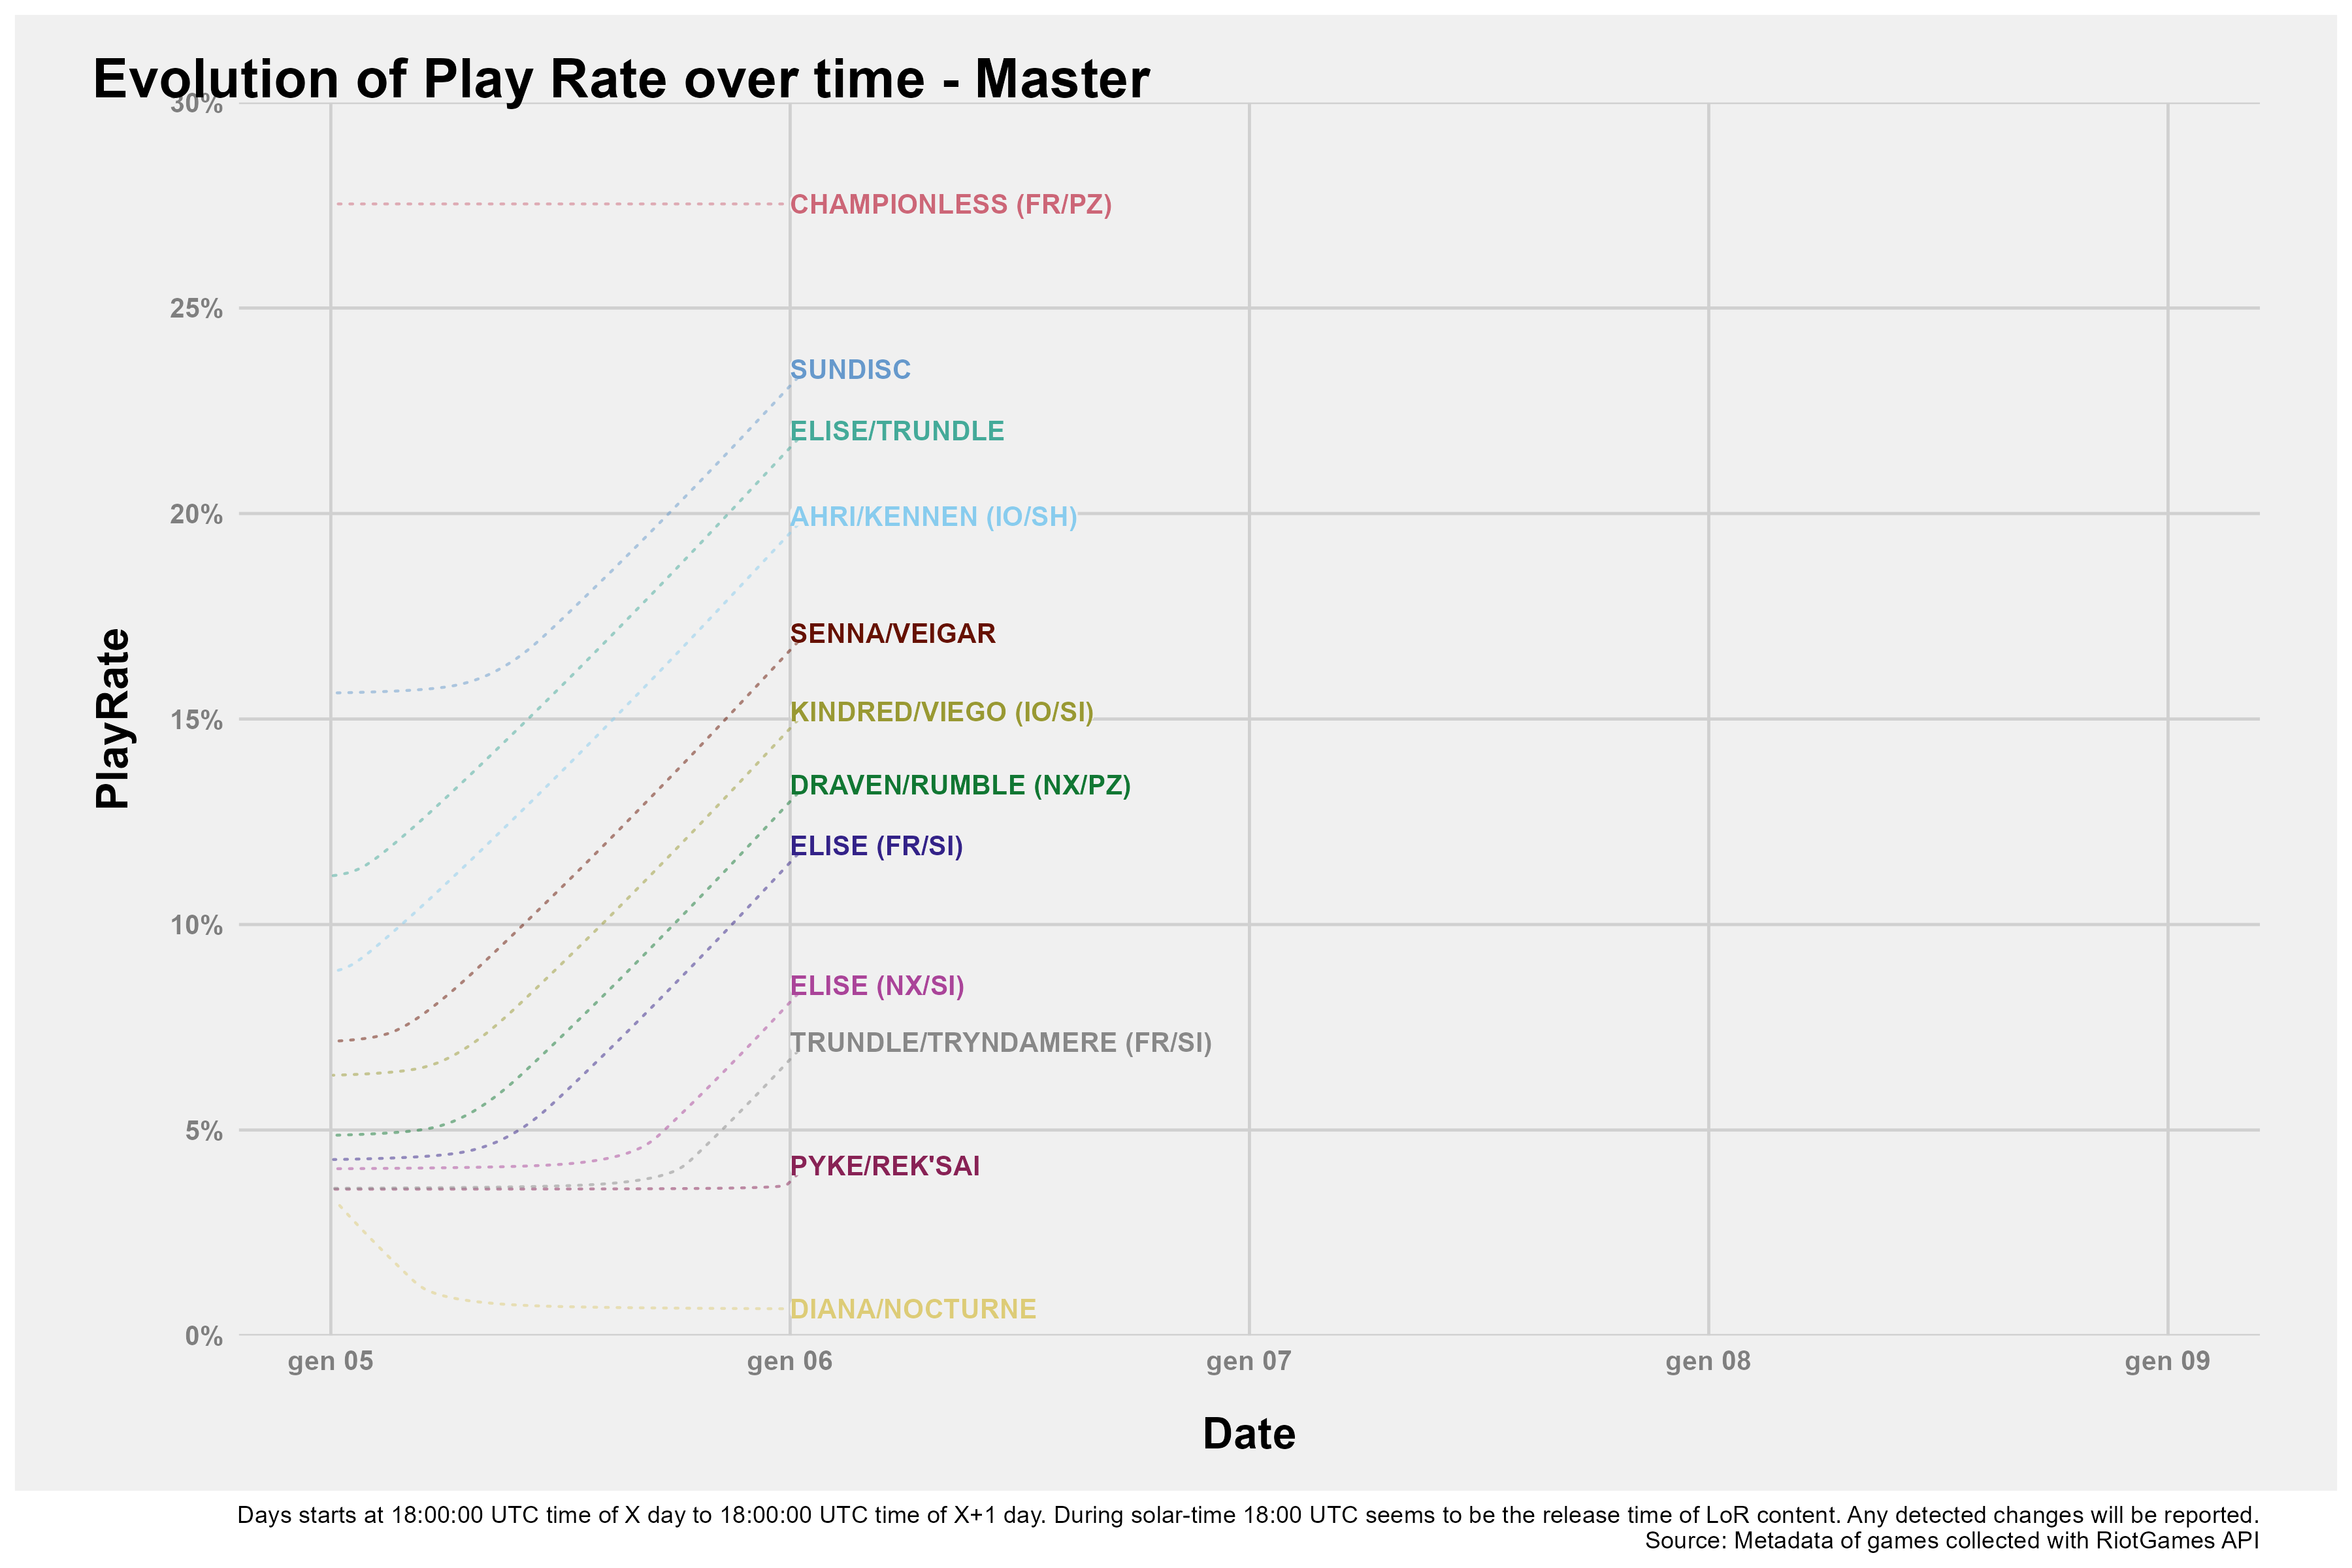 Evolution of Play Rate over time - Master
30%
CHAMPIONLESS (FR/PZ)
25%
SUNDISC
ELISE/TRUNDLE
20%
AHRI/KENNEN (IO/SH)
SENNA/VEIGAR
KINDRED/VIEGO (IO/SI)
15%
PlayRate
DRAVEN/RUMBLE (NX/PZ)
ELISE (FR/SI)
10%
ELISE (NX/SI)
TRUNDLE/TRYNDAMERE (FR/SI)
5%
PYKE/REK'SAI
DIANA/NOCTURNE
0%
gen 05 gen 06 gen 07 gen 08 gen 09
Date
Days starts at 18:00:00 UTC time of X day to 18:00:00 UTC time of X+1 day. During solar-time 18:00 UTC seems to be the release time of LoR content. Any detected changes will be reported.
Source: Metadata of games collected with RiotGames API